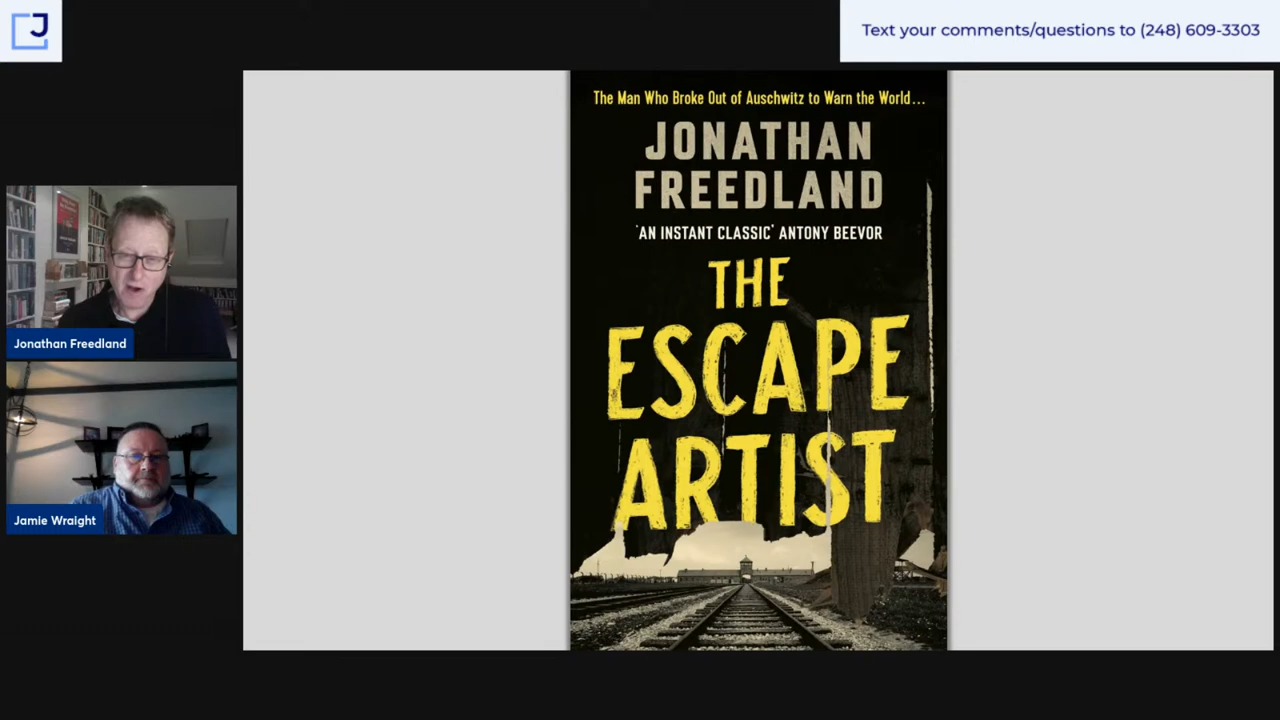 J
Text your comments/questions to (248) 609-3303
The Man Who Broke Out of Auschwitz to Warn the World...
JONATHAN
FREEDLAND
'AN INSTANT CLASSIC' ANTONY BEEVOR
THE
ESCAPE
ARTIST
Jonathan Freedland
Jamie Wraight